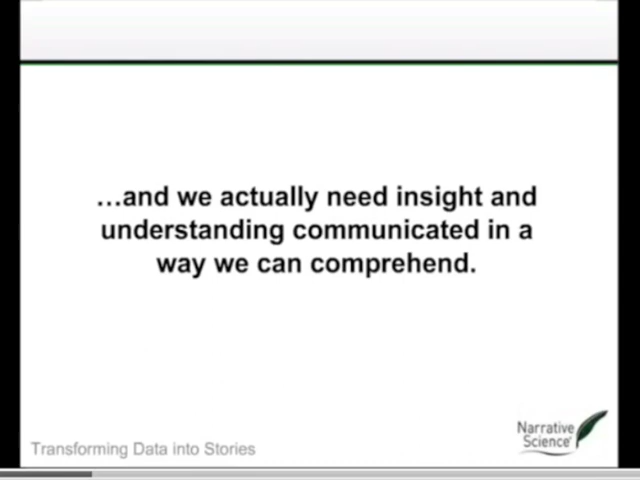 …and we actually need insight and
understanding communicated in a
way we can comprehend.
Transforming Data into Stories
Narrative
Science